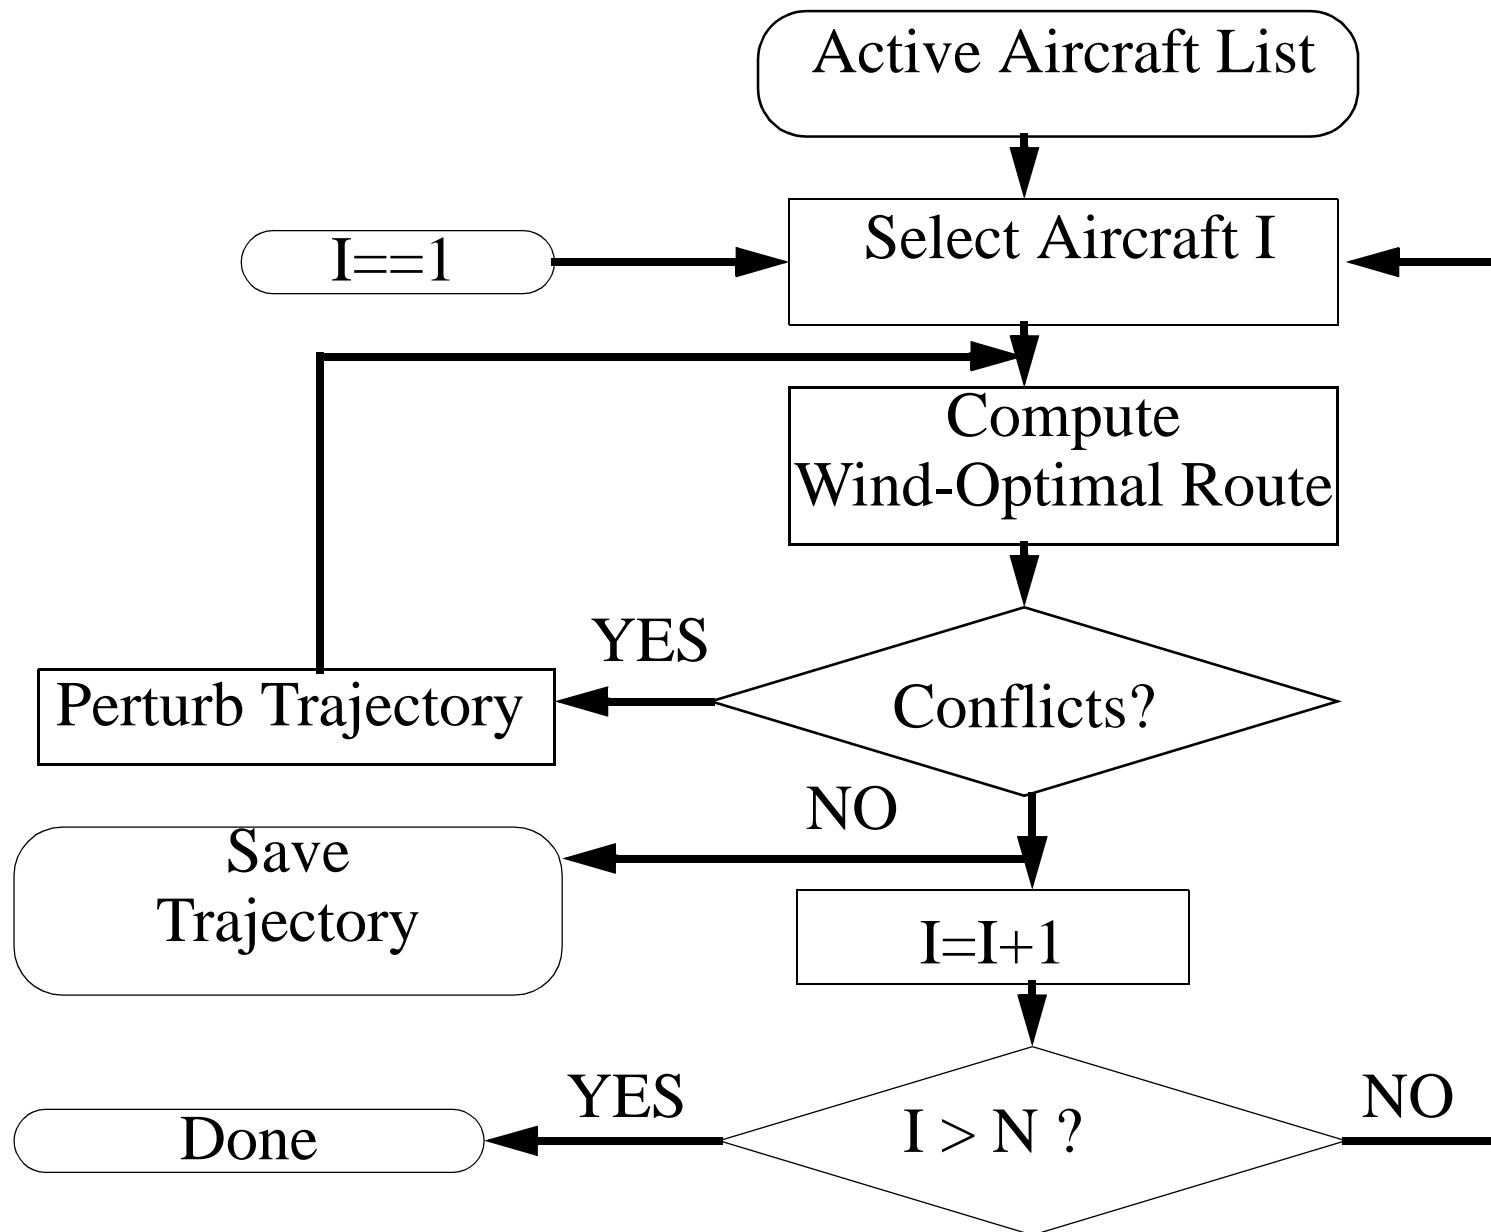 Active Aircraft List
I==1
Select Aircraft I
Compute
Wind-Optimal Route
YES
Perturb Trajectory
Conflicts?
NO
Save
Trajectory
I=I+1
YES
NO
Done
I > N ?